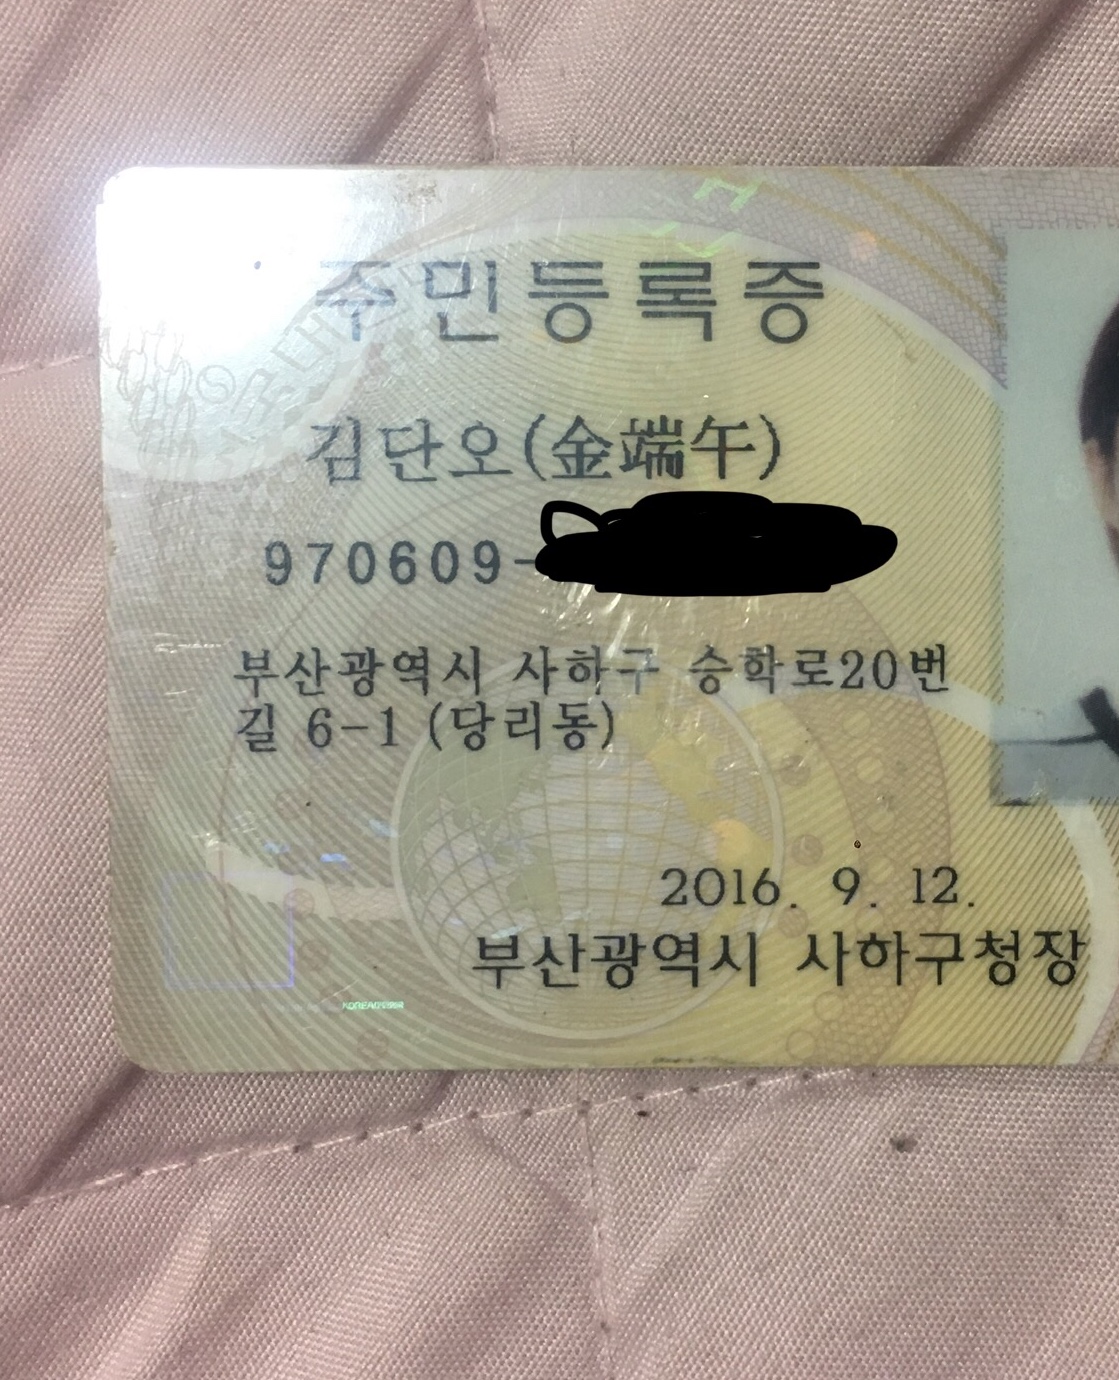 주민등록증
김단오(金端午)
970609-
부산광역시 사하구 승학로20번
길 6-1 (당리동)
2016. 9. 12.
부산광역시 사하구청장